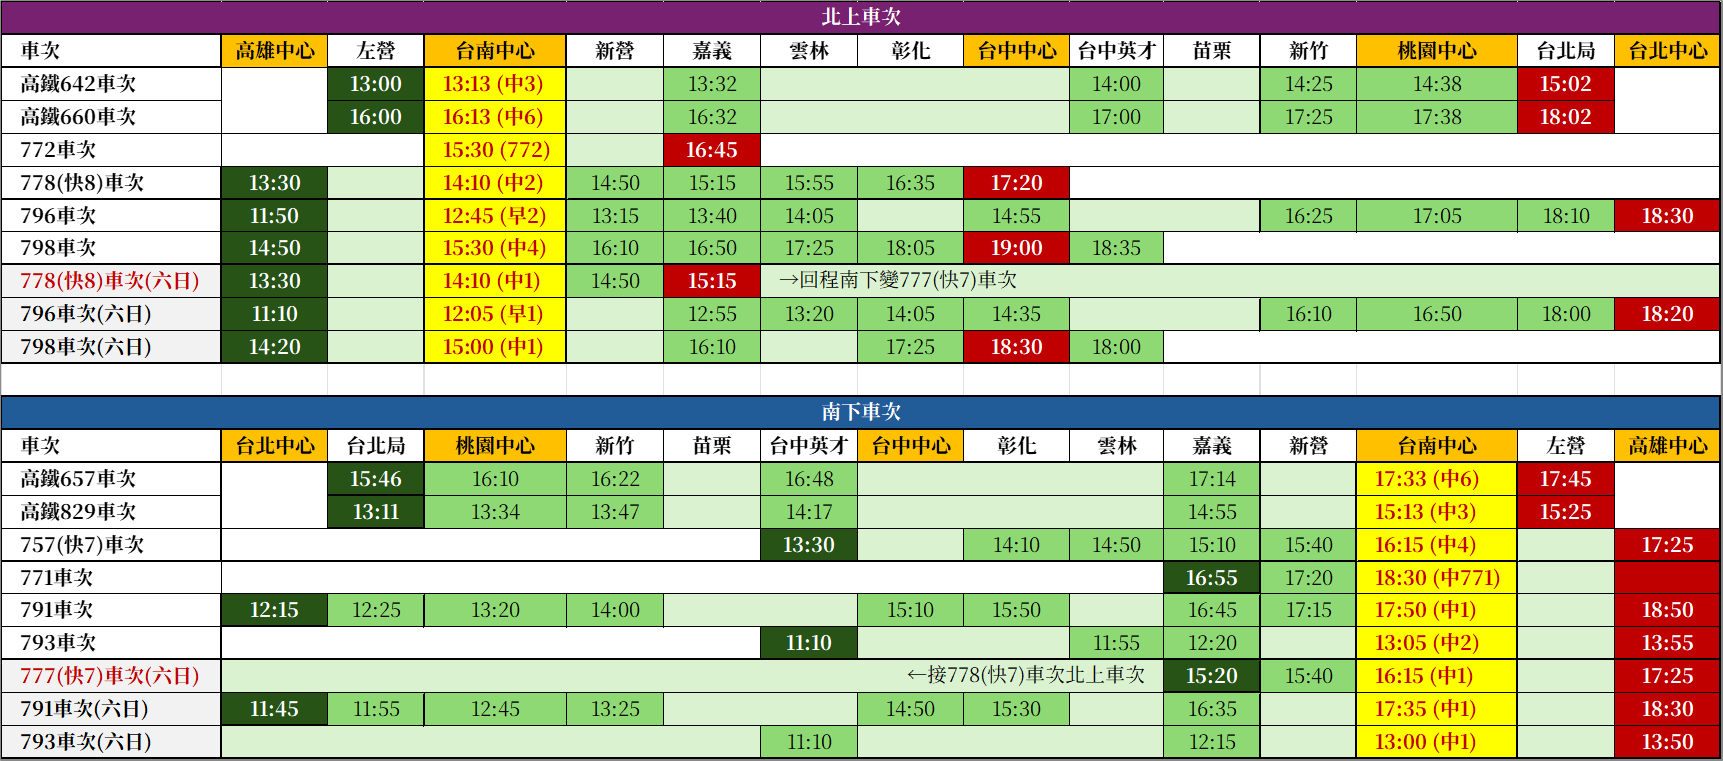 北上車次
車次 高雄中心 左營 台南中心 新營 嘉義 雲林 彰化 台中中心 台中英才 苗栗 新竹 桃園中心 台北局 台北中心
高鐵642車次 13:00 13:13 (中3) 13:32 14:00 14:25 14:38 15:02
高鐵660車次 16:00 16:13 (中6) 16:32 17:00 17:25 17:38 18:02
772車次 15:30 (772) 16:45
778(快8)車次 13:30 14:10 (中2) 14:50 15:15 15:55 16:35 17:20
796車次 11:50 12:45 (早2) 13:15 13:40 14:05 14:55 16:25 17:05 18:10 18:30
798車次 14:50 15:30 (中4) 16:10 16:50 17:25 18:05 19:00 18:35
778(快8)車次(六日) 13:30 14:10 (中1) 14:50 15:15 →回程南下變777(快7)車次
796車次(六日) 11:10 12:05 (早1) 12:55 13:20 14:05 14:35 16:10 16:50 18:00 18:20
798車次(六日) 14:20 15:00 (中1) 16:10 17:25 18:30 18:00
南下車次
車次 台北中心 台北局 桃園中心 新竹 苗栗 台中英才 台中中心 彰化 雲林 嘉義 新營 台南中心 左營 高雄中心
高鐵657車次 15:46 16:10 16:22 16:48 17:14 17:33 (中6) 17:45
高鐵829車次 13:11 13:34 13:47 14:17 14:55 15:13 (中3) 15:25
757(快7)車次 13:30 14:10 14:50 15:10 15:40 16:15 (中4) 17:25
771車次 16:55 17:20 18:30 (中771)
791車次 12:15 12:25 13:20 14:00 15:10 15:50 16:45 17:15 17:50 (中1) 18:50
793車次 11:10 11:55 12:20 13:05 (中2) 13:55
777(快7)車次(六日) ←接778(快7)車次北上車次 15:20 15:40 16:15 (中1) 17:25
791車次(六日) 11:45 11:55 12:45 13:25 14:50 15:30 16:35 17:35 (中1) 18:30
793車次(六日) 11:10 12:15 13:00 (中1) 13:50